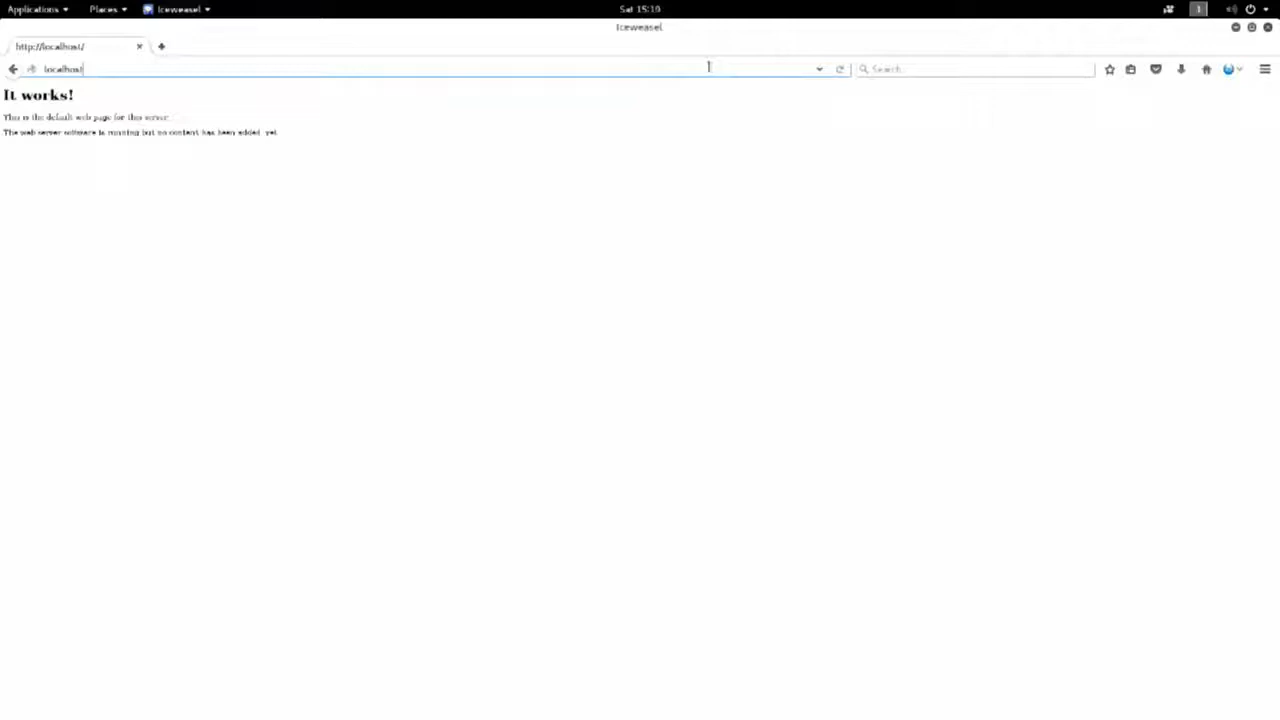 Applications
Places
Iceweasel
Sat 15:19
1
Iceweasel
http://localhost/
localhost
Search
It works!
This is the default web page for this server.
The web server software is running but no content has been added, yet.